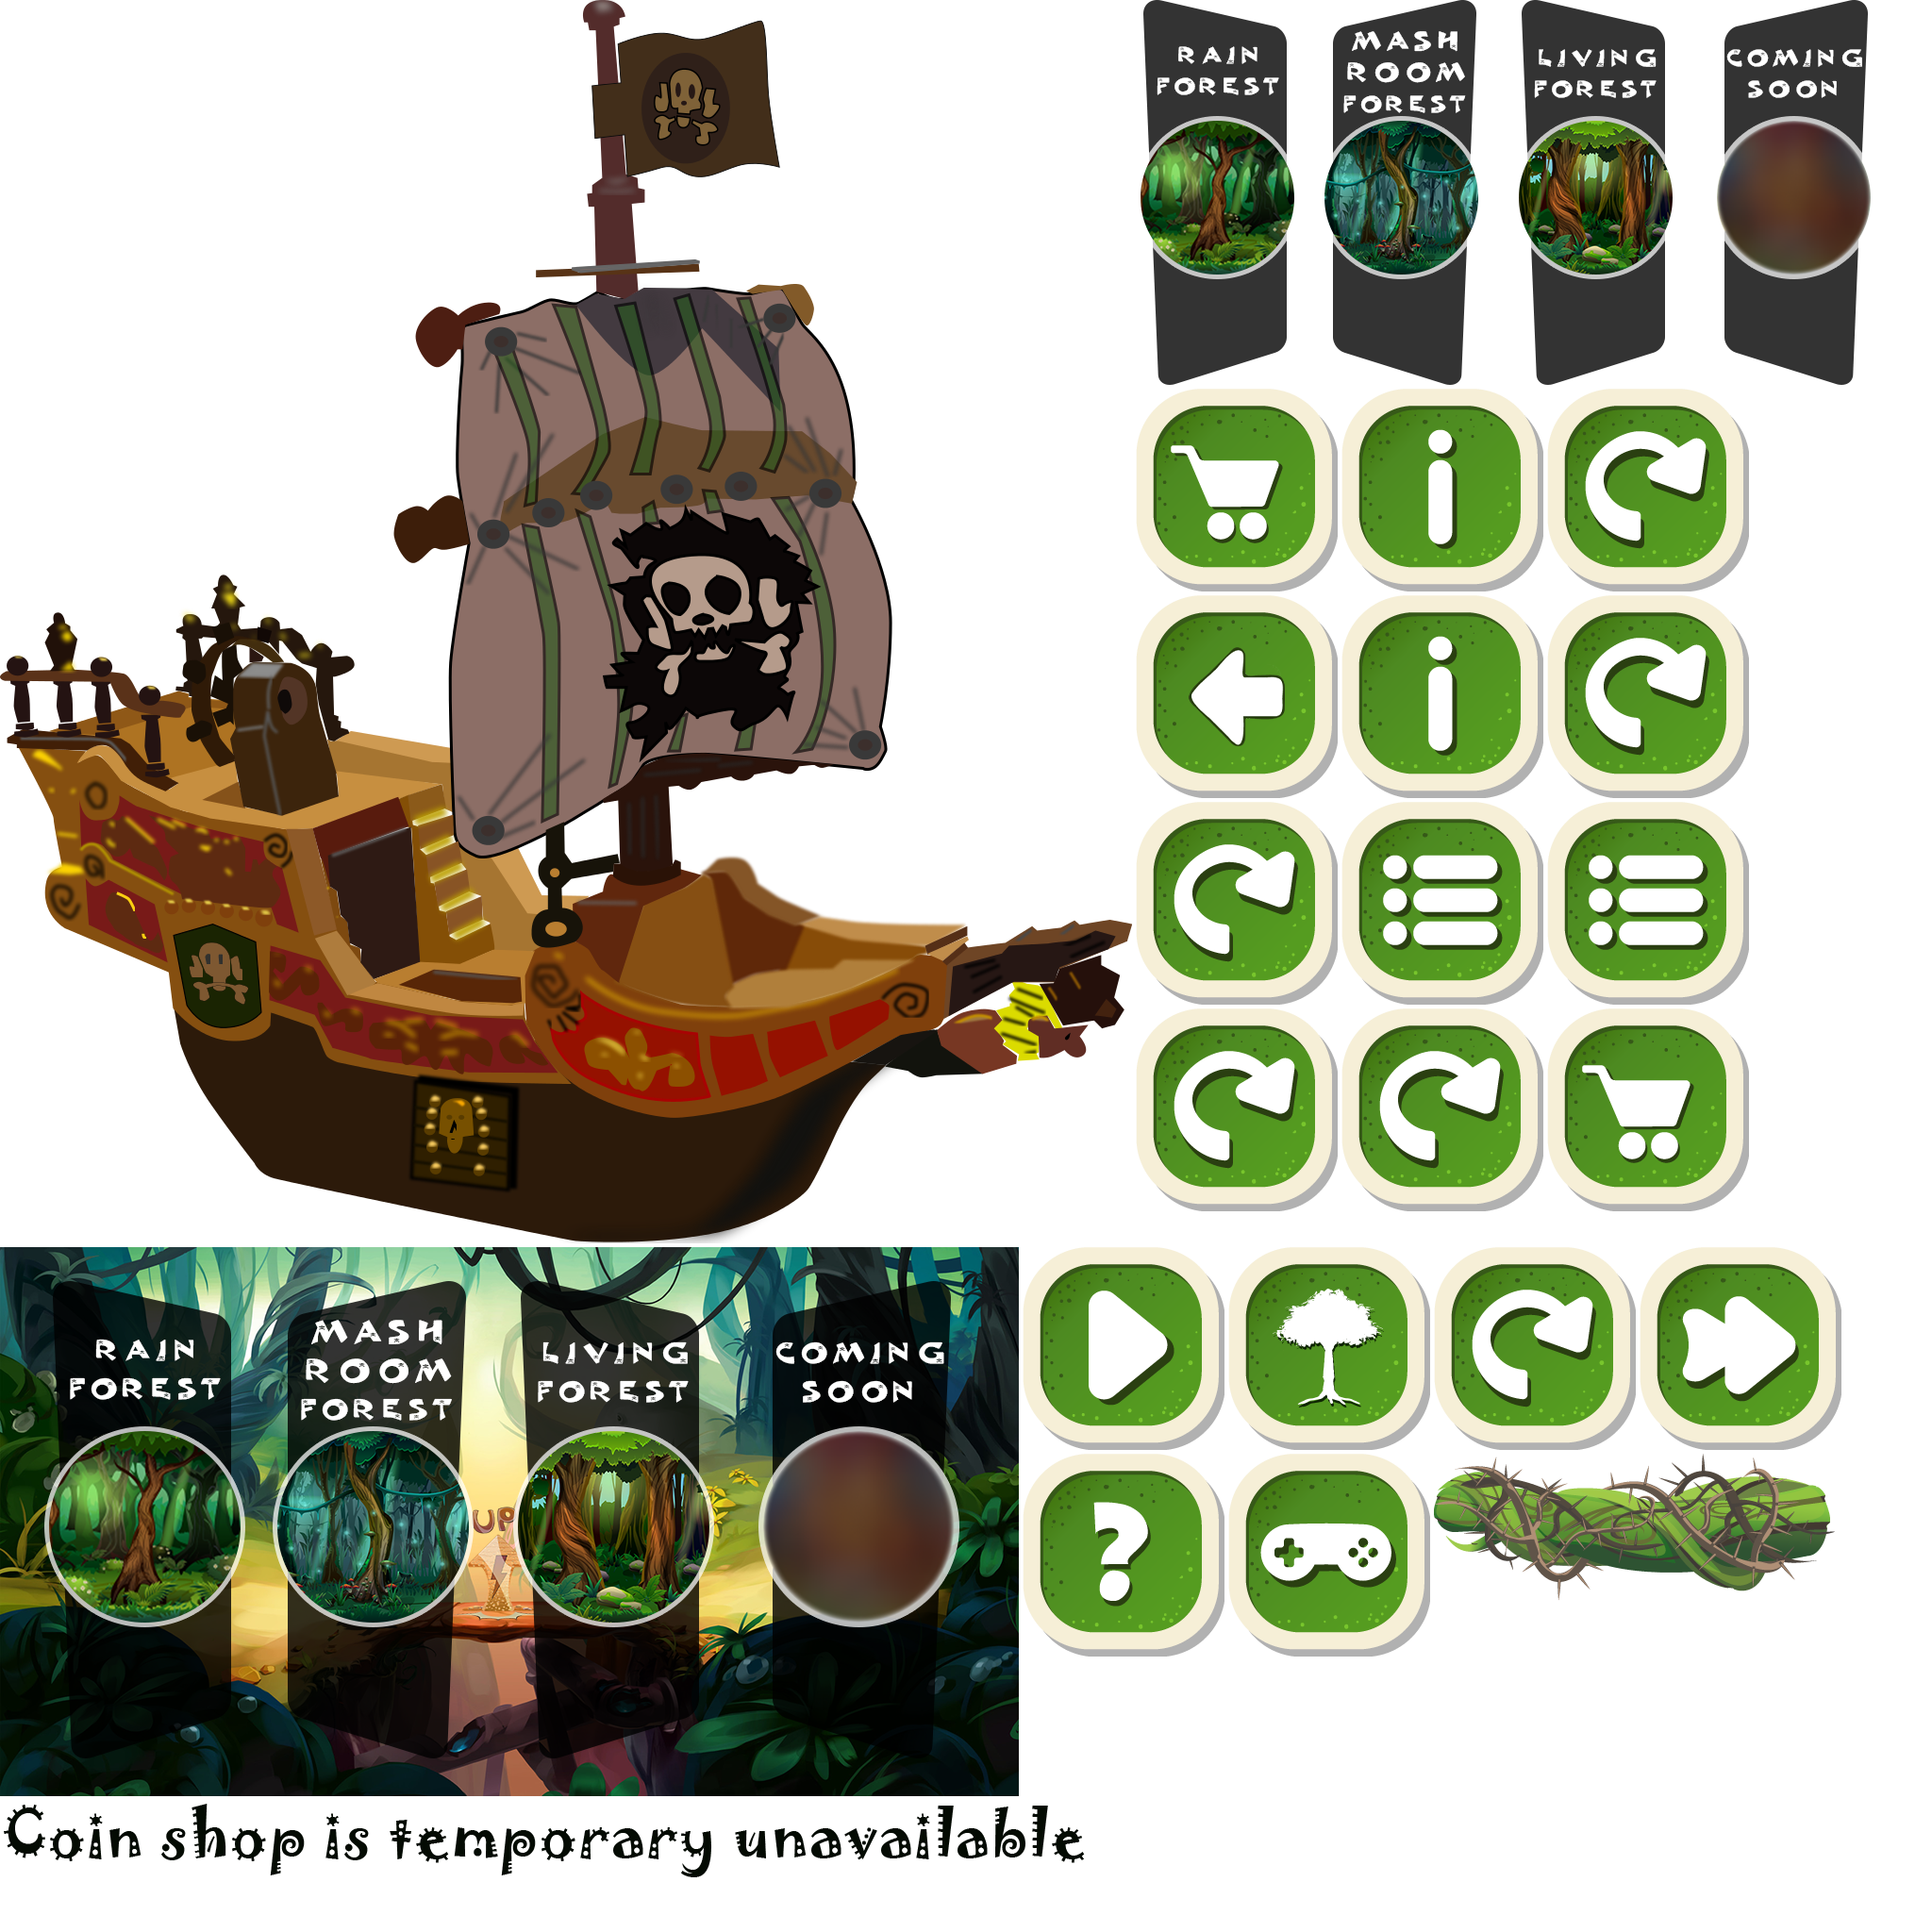 RAIN
FOREST
MASH
ROOM
FOREST
LIVING
FOREST
COMING
SOON
RAIN
FOREST
MASH
ROOM
FOREST
LIVING
FOREST
COMING
SOON
UP
Coin shop is temporary unavailable